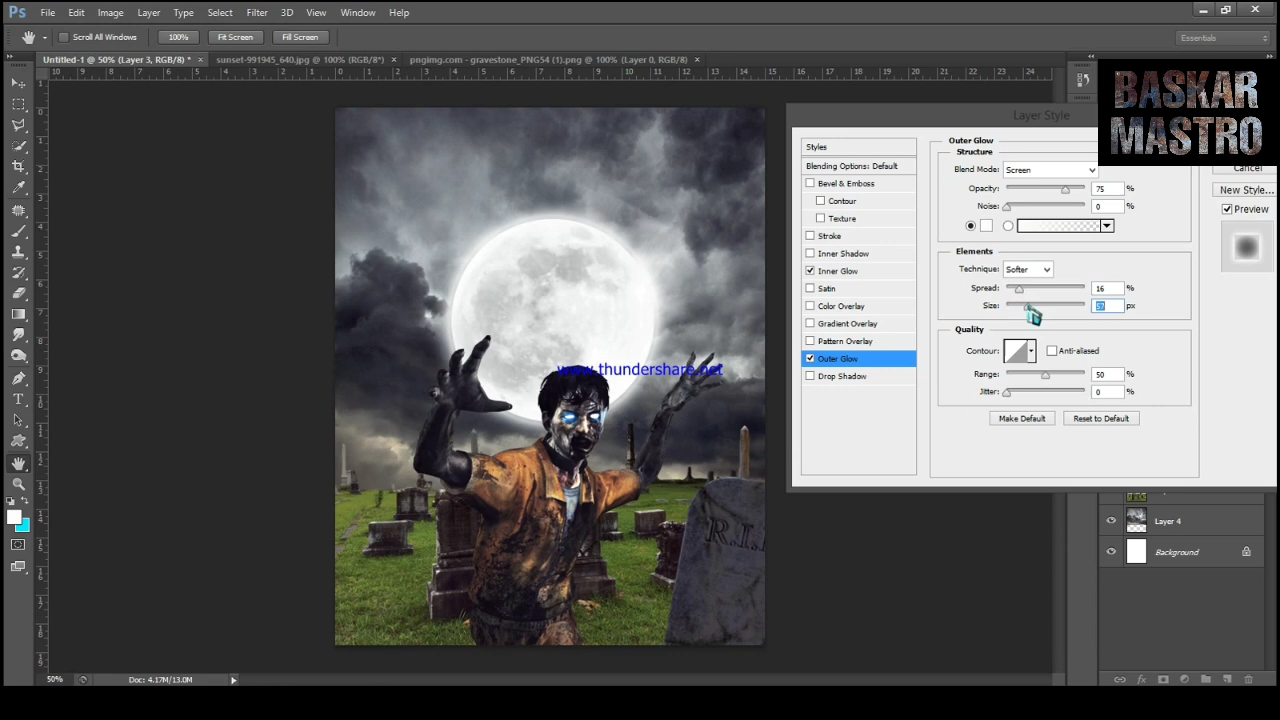 Ps File Edit Image Layer Type Select Filter 3D View Window Help
Scroll All Windows 100% Fit Screen Fill Screen Essentials
Untitled-1 @ 50% (Layer 3, RGB/8) * × sunset-991945_640.jpg @ 100% (RGB/8*) × pngimg.com - gravestone_PNG54 (1).png @ 100% (Layer 0, RGB/8) ×
BASKAR
MASTRO
Layer Style
Styles
Blending Options: Default
Bevel & Emboss
Contour
Texture
Stroke
Inner Shadow
Inner Glow
Satin
Color Overlay
Gradient Overlay
Pattern Overlay
Outer Glow
Drop Shadow
Outer Glow
Structure
Blend Mode: Screen
Opacity: 75 %
Noise: 0 %
Elements
Technique: Softer
Spread: 16 %
Size: 57 px
Quality
Contour: Anti-aliased
Range: 50 %
Jitter: 0 %
Make Default Reset to Default
Cancel
New Style...
Preview
www.thundershare.net
R.I.
Layer 4
Background
50% Doc: 4.17M/13.0M